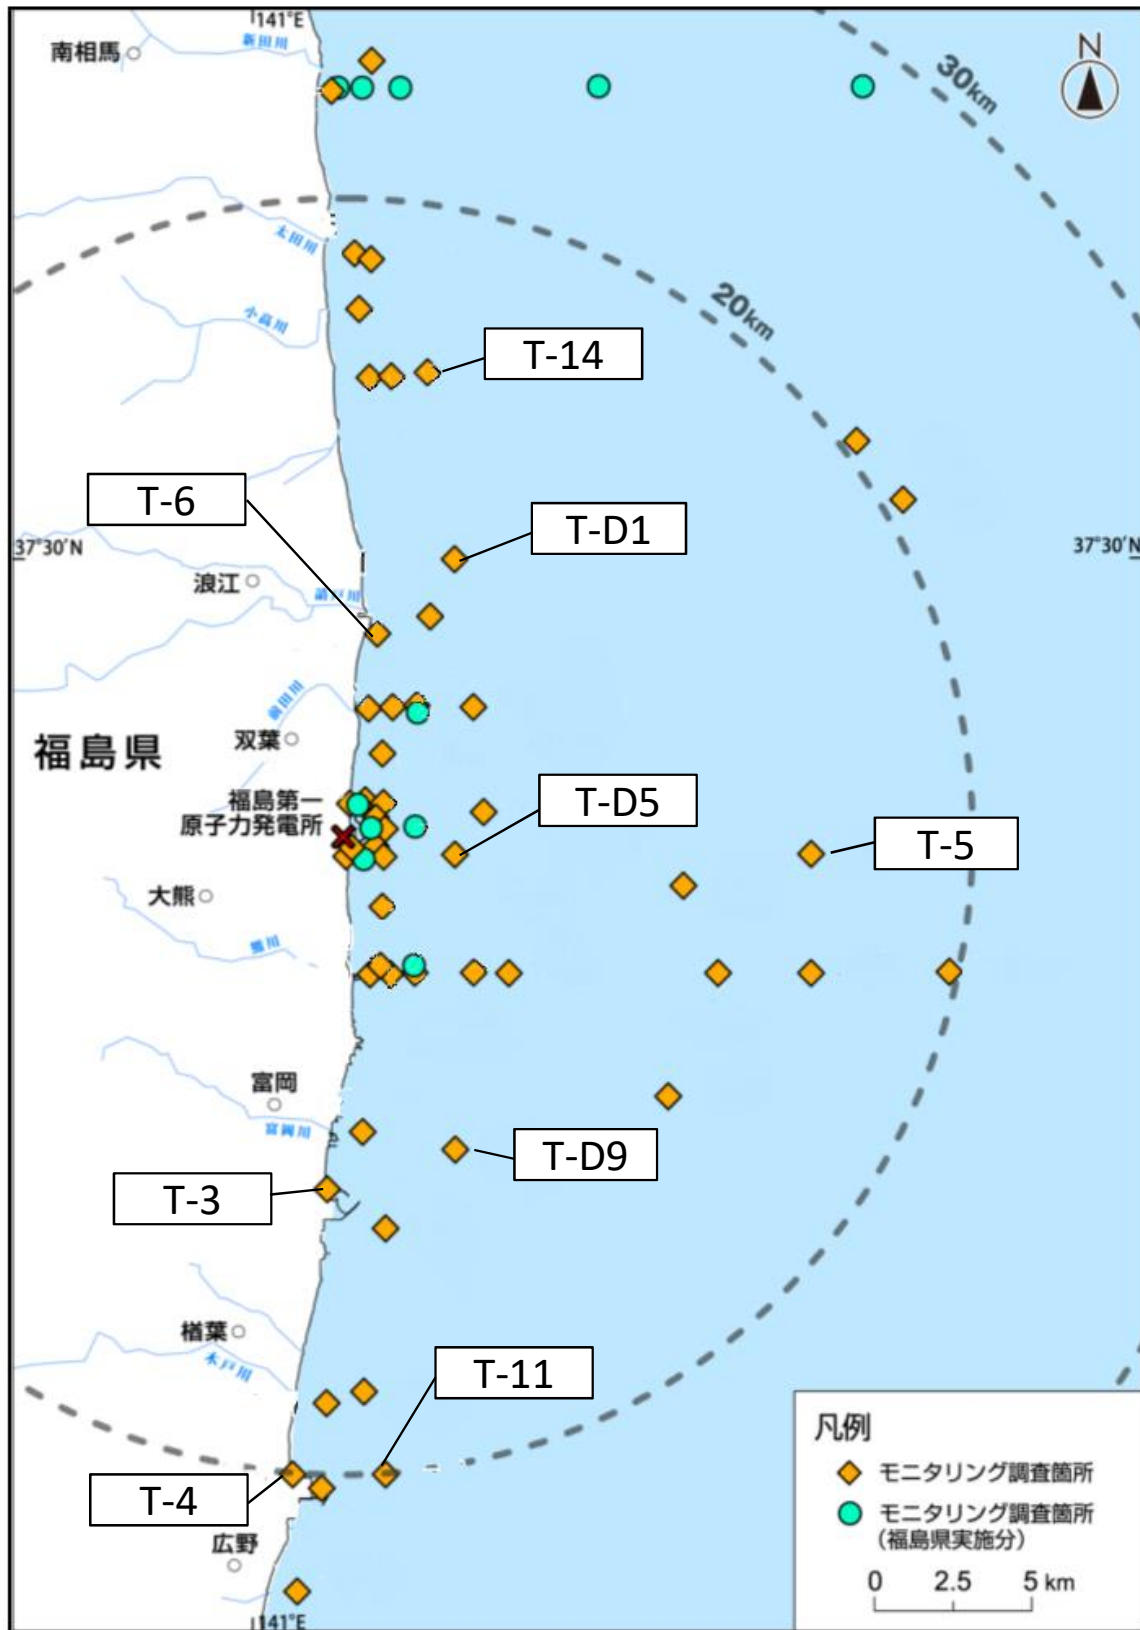 141°E
南相馬
新田川
N
30km
太田川
20km
小高川
T-14
T-6
T-D1
37°30′N
37°30′N
浪江
請戸川
前田川
福島県
双葉
福島第一
原子力発電所
T-D5
T-5
大熊
熊川
富岡
富岡川
T-D9
T-3
楢葉
木戸川
T-11
T-4
広野
141°E
凡例
モニタリング調査箇所
モニタリング調査箇所
(福島県実施分)
0 2.5 5 km